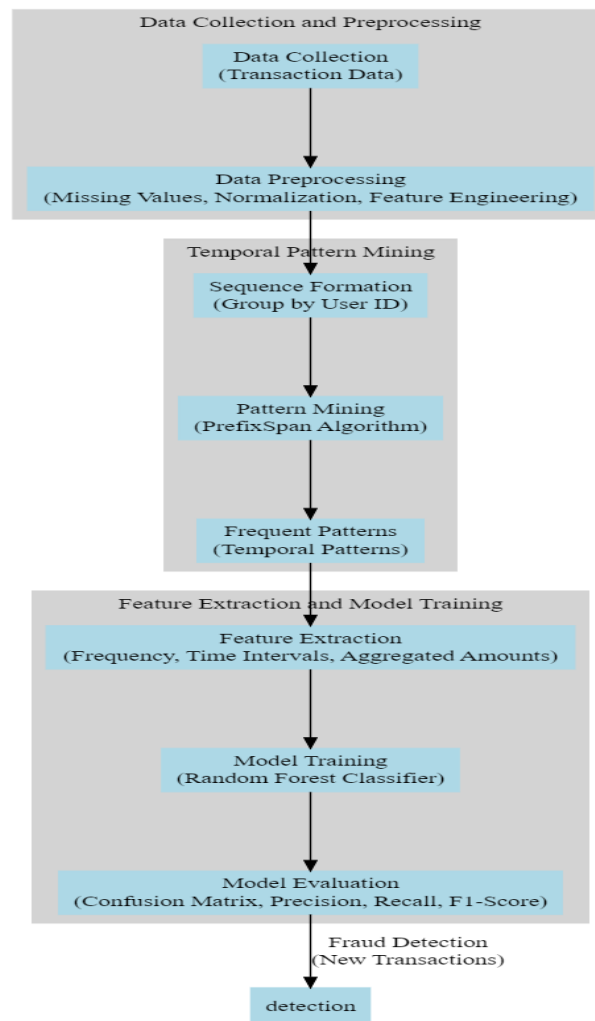 Data Collection and Preprocessing
Data Collection
(Transaction Data)
Data Preprocessing
(Missing Values, Normalization, Feature Engineering)
Temporal Pattern Mining
Sequence Formation
(Group by User ID)
Pattern Mining
(PrefixSpan Algorithm)
Frequent Patterns
(Temporal Patterns)
Feature Extraction and Model Training
Feature Extraction
(Frequency, Time Intervals, Aggregated Amounts)
Model Training
(Random Forest Classifier)
Model Evaluation
(Confusion Matrix, Precision, Recall, F1-Score)
Fraud Detection
(New Transactions)
detection